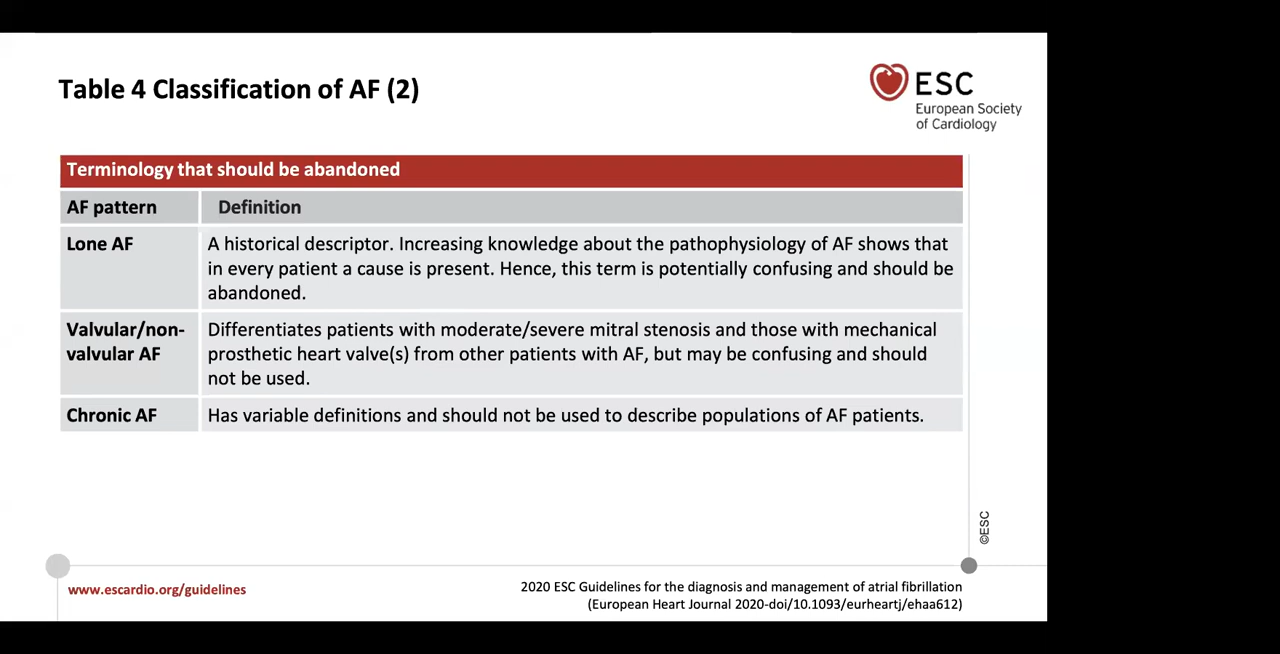 Table 4 Classification of AF (2)
ESC
European Society
of Cardiology
Terminology that should be abandoned
AF pattern
Definition
Lone AF
A historical descriptor. Increasing knowledge about the pathophysiology of AF shows that
in every patient a cause is present. Hence, this term is potentially confusing and should be
abandoned.
Valvular/non-
valvular AF
Differentiates patients with moderate/severe mitral stenosis and those with mechanical
prosthetic heart valve(s) from other patients with AF, but may be confusing and should
not be used.
Chronic AF
Has variable definitions and should not be used to describe populations of AF patients.
©ESC
www.escardio.org/guidelines
2020 ESC Guidelines for the diagnosis and management of atrial fibrillation
(European Heart Journal 2020-doi/10.1093/eurheartj/ehaa612)